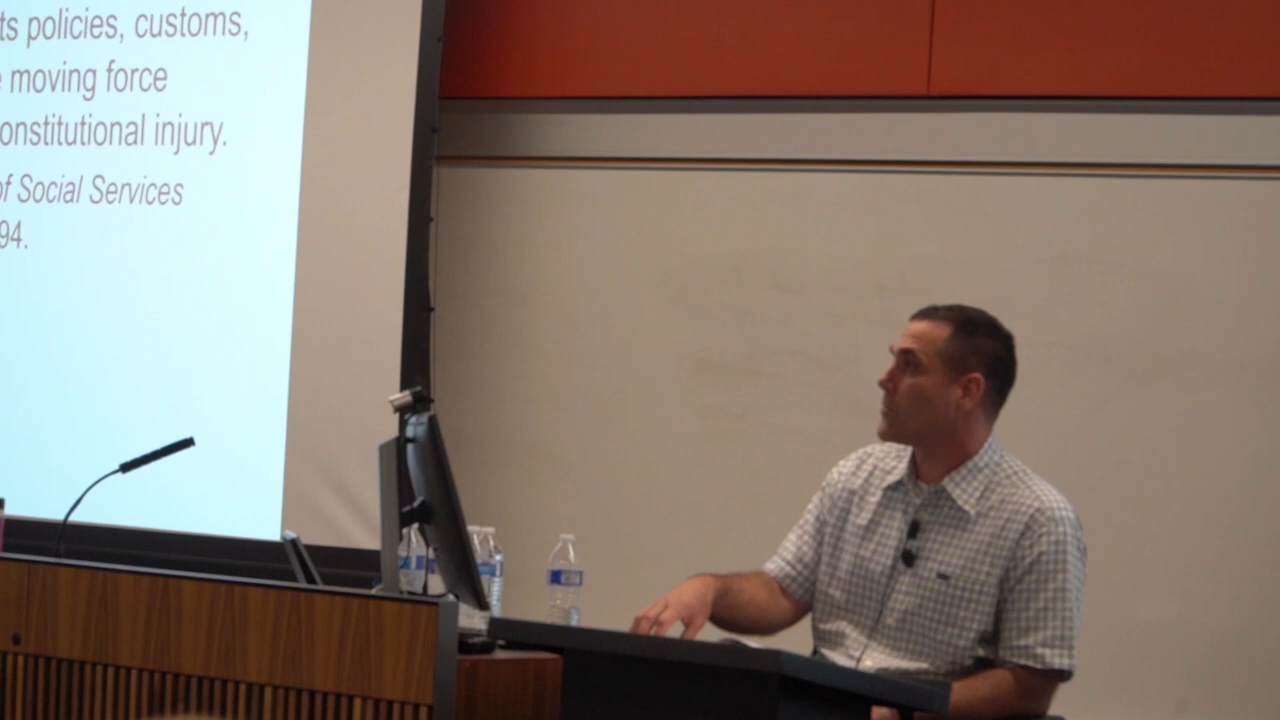 ts policies, customs,
e moving force
onstitutional injury.
of Social Services
94.